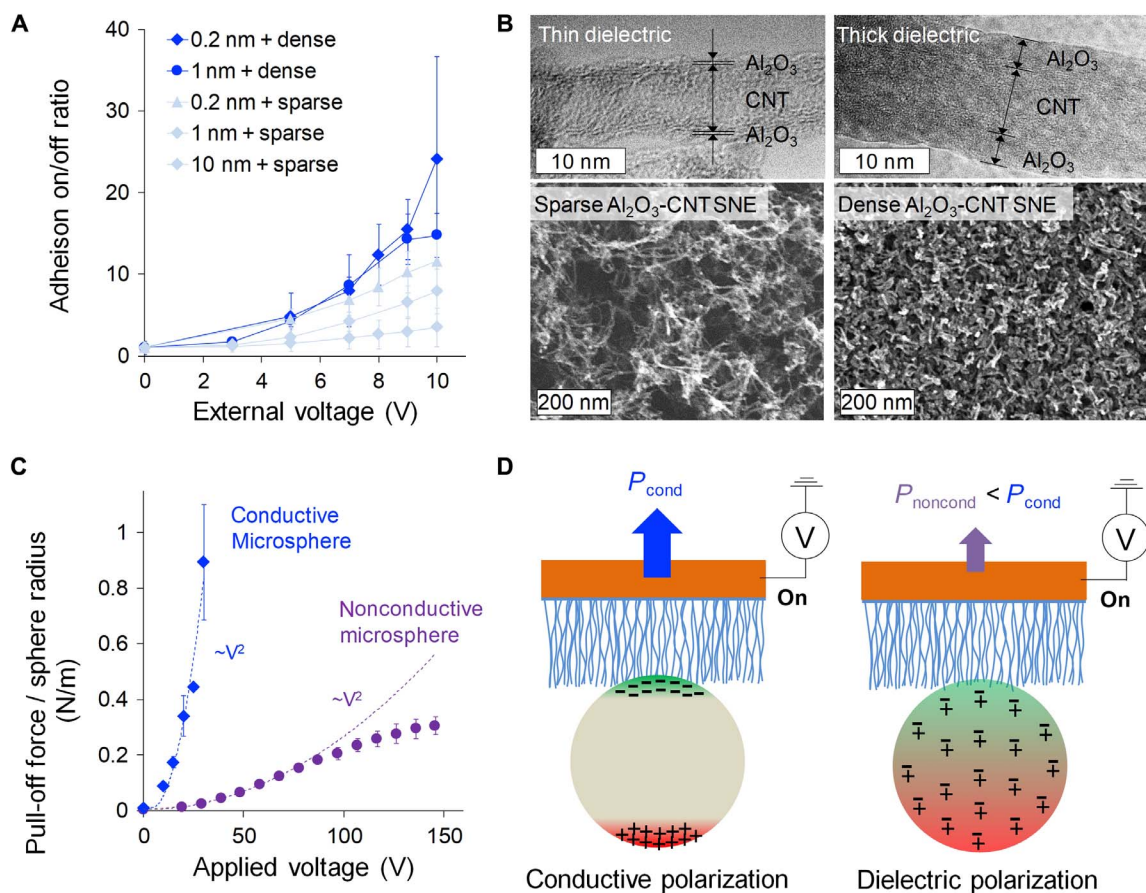 A
Adheison on/off ratio
40
30
20
10
0
0.2 nm + dense
1 nm + dense
0.2 nm + sparse
1 nm + sparse
10 nm + sparse
0 2 4 6 8 10
External voltage (V)
B
Thin dielectric
Al2O3
CNT
Al2O3
10 nm
Thick dielectric
Al2O3
CNT
Al2O3
10 nm
Sparse Al2O3-CNT SNE
200 nm
Dense Al2O3-CNT SNE
200 nm
C
Pull-off force / sphere radius
(N/m)
1
0.8
0.6
0.4
0.2
0
Conductive
Microsphere
~V²
Nonconductive
microsphere
~V²
0 50 100 150
Applied voltage (V)
D
Pcond
V
On
− − − − − − − − − − −
+ + + + + + + + + + +
Conductive polarization
Pnoncond < Pcond
V
On
Dielectric polarization